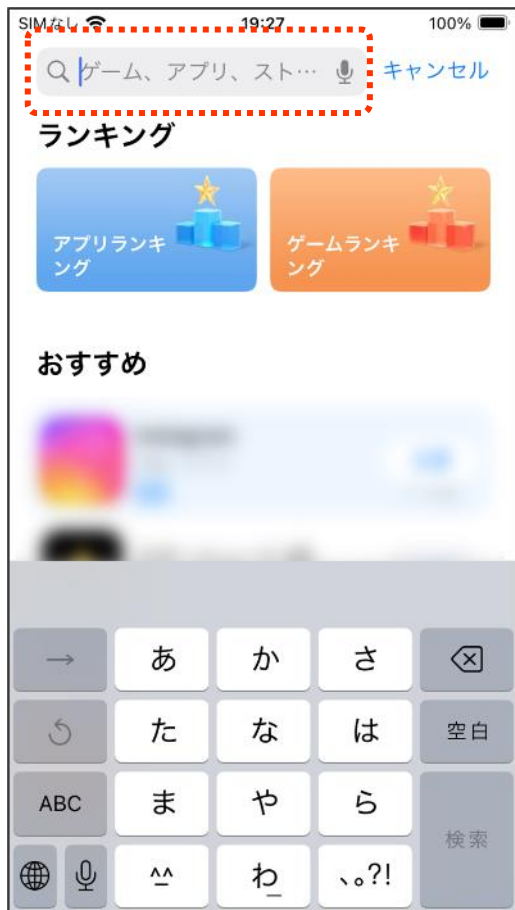 SIMなし 19:27 100%
ゲーム、アプリ、スト… キャンセル
ランキング
アプリランキ
ング
ゲームランキ
ング
おすすめ
→ あ か さ
た な は 空白
ABC ま や ら
検索
^^ わ_ 、。?!